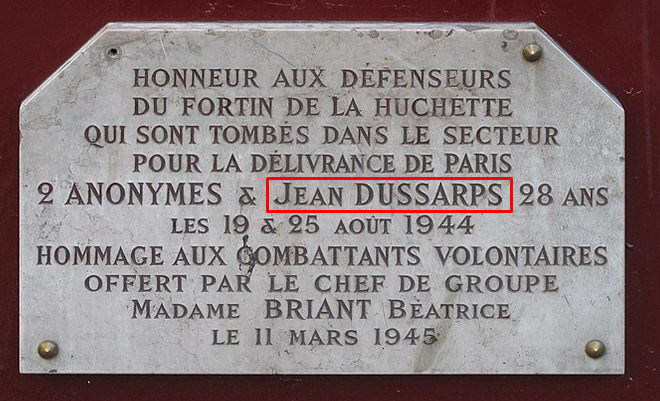 HONNEUR AUX DÉFENSEURS
DU FORTIN DE LA HUCHETTE
QUI SONT TOMBÉS DANS LE SECTEUR
POUR LA DÉLIVRANCE DE PARIS
2 ANONYMES & JEAN DUSSARPS 28 ANS
LES 19 & 25 AOÛT 1944
HOMMAGE AUX COMBATTANTS VOLONTAIRES
OFFERT PAR LE CHEF DE GROUPE
MADAME BRIANT BÉATRICE
LE 11 MARS 1945